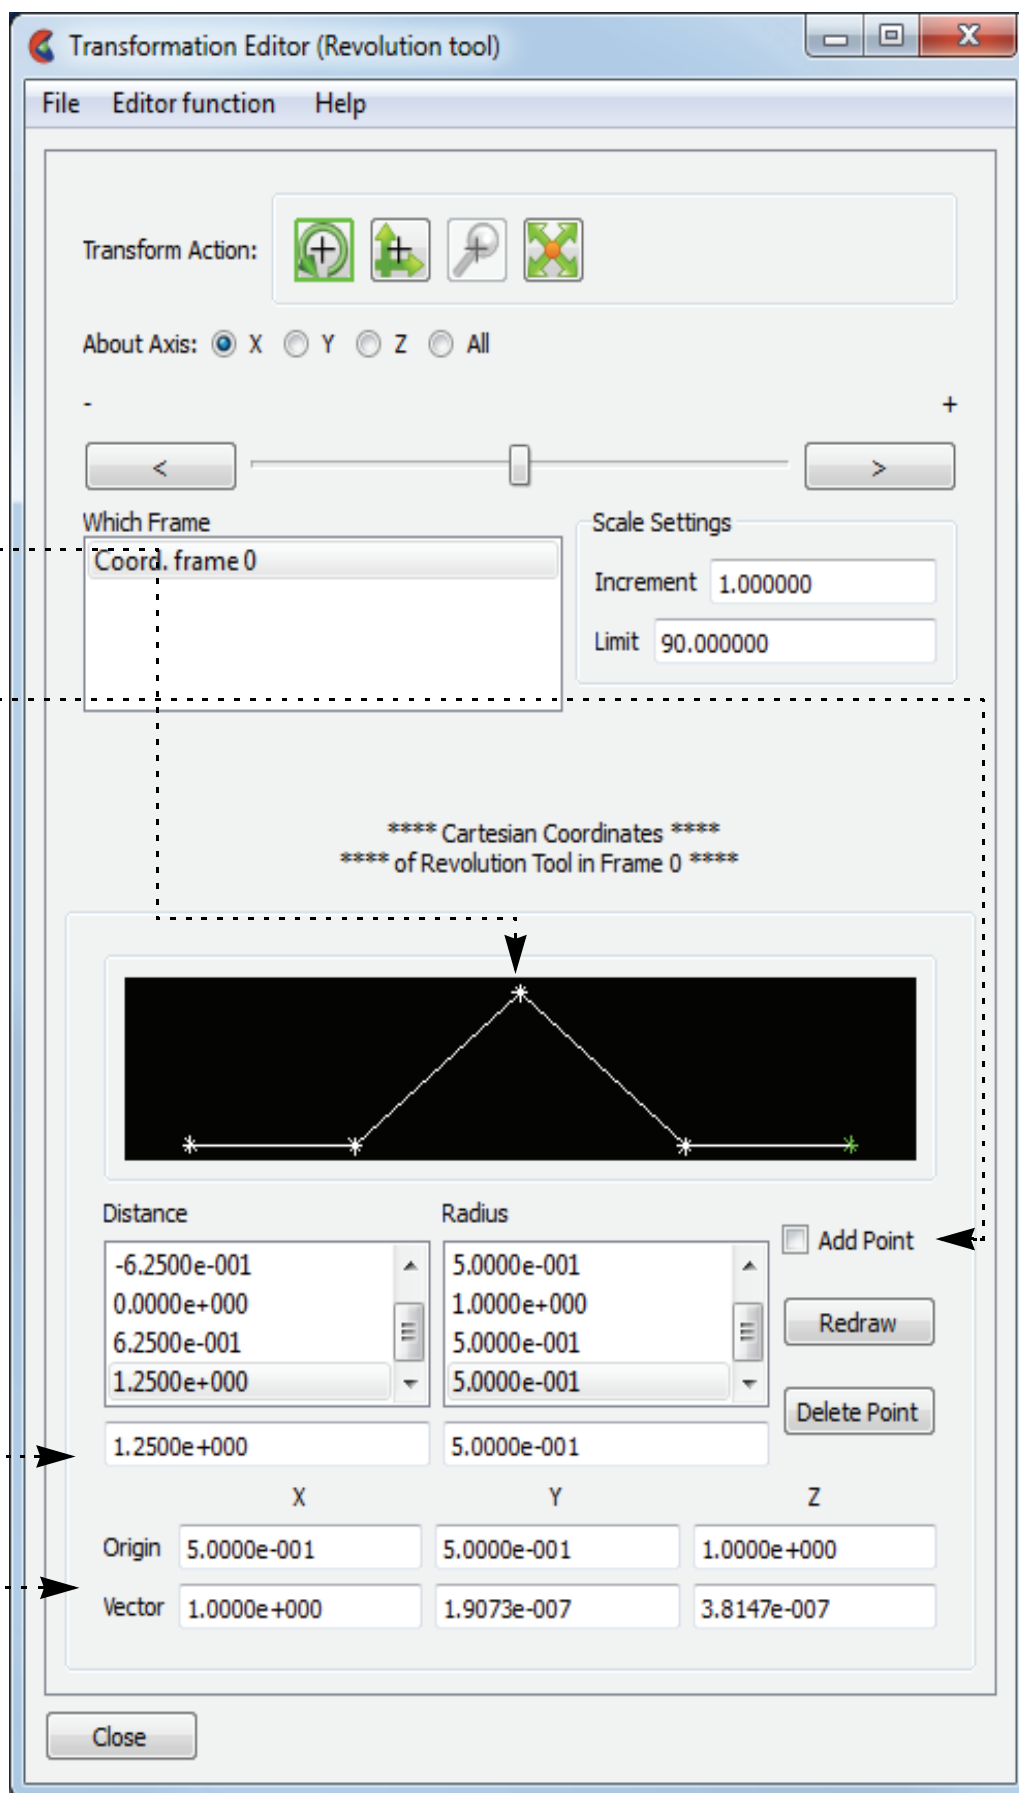 Transformation Editor (Revolution tool)
File Editor function Help
Transform Action:
About Axis: X Y Z All
- +
< >
Which Frame Scale Settings
Coord. frame 0
Increment 1.000000
Limit 90.000000
**** Cartesian Coordinates ****
**** of Revolution Tool in Frame 0 ****
Distance Radius
Add Point
-6.2500e-001 5.0000e-001
0.0000e+000 1.0000e+000
Redraw
6.2500e-001 5.0000e-001
1.2500e+000 5.0000e-001
Delete Point
1.2500e+000 5.0000e-001
X Y Z
Origin 5.0000e-001 5.0000e-001 1.0000e+000
Vector 1.0000e+000 1.9073e-007 3.8147e-007
Close